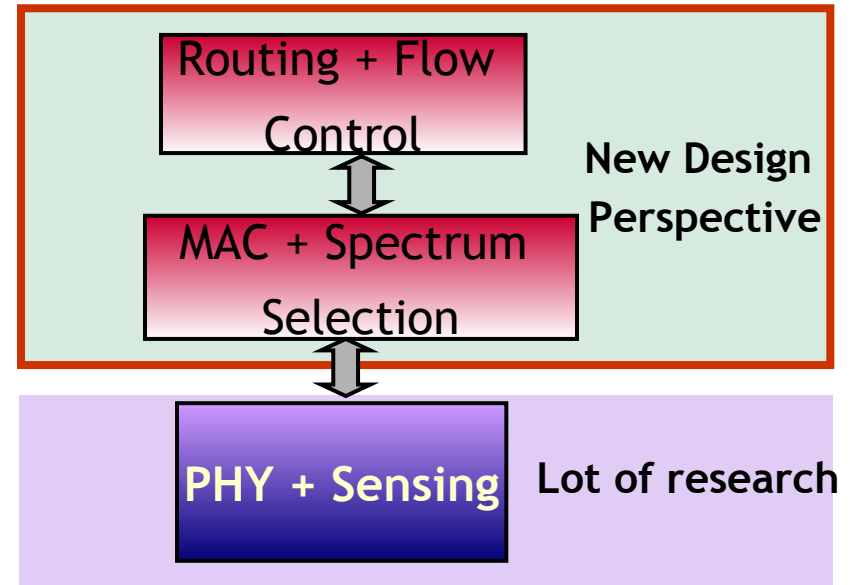 Routing + Flow
Control
New Design
Perspective
MAC + Spectrum
Selection
PHY + Sensing
Lot of research